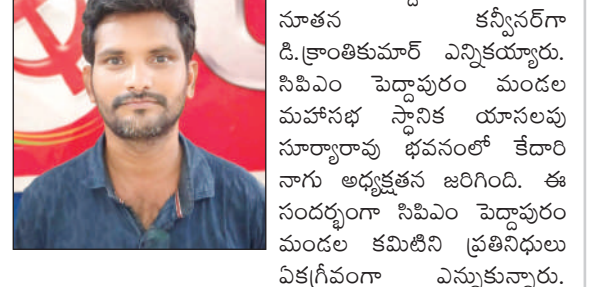 నూతన కన్వీనర్‌గా
డి.క్రాంతికుమార్ ఎన్నికయ్యారు.
సిపిఎం పెద్దాపురం మండల
మహాసభ స్థానిక యాసలపు
సూర్యారావు భవనంలో కేదారి
నాగు అధ్యక్షతన జరిగింది. ఈ
సందర్భంగా సిపిఎం పెద్దాపురం
మండల కమిటిని ప్రతినిధులు
ఏకగ్రీవంగా ఎన్నుకున్నారు.